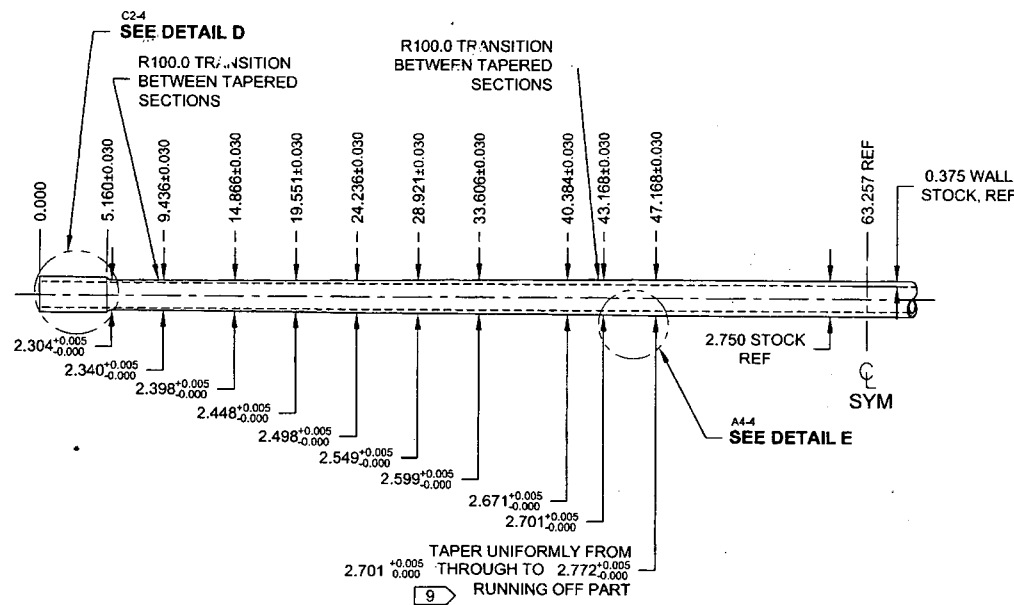 C2-4
SEE DETAIL D
R100.0 TRANSITION
BETWEEN TAPERED
SECTIONS
R100.0 TRANSITION
BETWEEN TAPERED
SECTIONS
0.000
5.160±0.030
9.436±0.030
14.866±0.030
19.551±0.030
24.236±0.030
28.921±0.030
33.606±0.030
40.384±0.030
43.168±0.030
47.168±0.030
63.257 REF
0.375 WALL
STOCK, REF
2.304 +0.005 -0.000
2.340 +0.005 -0.000
2.398 +0.005 -0.000
2.448 +0.005 -0.000
2.498 +0.005 -0.000
2.549 +0.005 -0.000
2.599 +0.005 -0.000
2.671 +0.005 -0.000
2.701 +0.005 -0.000
2.750 STOCK
REF
℄
SYM
A4-4
SEE DETAIL E
TAPER UNIFORMLY FROM
2.701 +0.005 0.000 THROUGH TO 2.772 +0.005 -0.000
9 RUNNING OFF PART